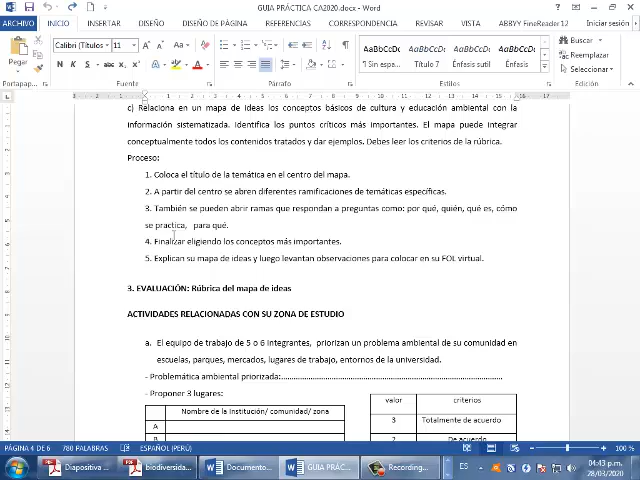 GUIA PRÁCTICA CA2020.docx - Word
ARCHIVO INICIO INSERTAR DISEÑO DISEÑO DE PÁGINA REFERENCIAS CORRESPONDENCIA REVISAR VISTA ABBYY FineReader 12 Iniciar sesión
Calibri (Títulos 11
Pegar
AaBbCcDc AaBbCcDc AaBbCcDc
¶ Sin espa... Título 7 Énfasis sutil
Buscar
Reemplazar
Seleccionar
Portapap... Fuente Párrafo Estilos Edición
c) Relaciona en un mapa de ideas los conceptos básicos de cultura y educación ambiental con la
información sistematizada. Identifica los puntos críticos más importantes. El mapa puede integrar
conceptualmente todos los contenidos tratados y dar ejemplos. Debes leer los criterios de la rúbrica.
Proceso:
1. Coloca el título de la temática en el centro del mapa.
2. A partir del centro se abren diferentes ramificaciones de temáticas específicas.
3. También se pueden abrir ramas que respondan a preguntas como: por qué, quién, qué es, cómo
se practica, para qué.
4. Finalizar eligiendo los conceptos más importantes.
5. Explican su mapa de ideas y luego levantan observaciones para colocar en su FOL virtual.
3. EVALUACIÓN: Rúbrica del mapa de ideas
ACTIVIDADES RELACIONADAS CON SU ZONA DE ESTUDIO
a. El equipo de trabajo de 5 o 6 integrantes, priorizan un problema ambiental de su comunidad en
escuelas, parques, mercados, lugares de trabajo, entornos de la universidad.
- Problemática ambiental priorizada:..................................................................
- Proponer 3 lugares:
Nombre de la Institución/ comunidad/ zona
A
B
valor criterios
3 Totalmente de acuerdo
2 De acuerdo
PÁGINA 4 DE 6 780 PALABRAS ESPAÑOL (PERÚ) 100 %
Diapositiva ... biodiversida... Documento... GUIA PRÁC... Recording... ES 04:43 p.m.
28/03/2020